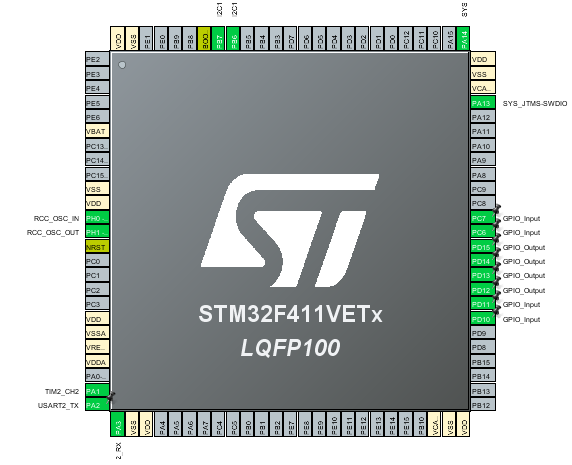 I2C1
I2C1
SYS
VDD
VSS
PE1
PE0
PB9
PB8
BOO
PB7
PB6
PB5
PB4
PB3
PD7
PD6
PD5
PD4
PD3
PD2
PD1
PD0
PC12
PC11
PC10
PA15
PA14
PE2
PE3
PE4
PE5
PE6
VBAT
PC13..
PC14..
PC15..
VSS
VDD
RCC_OSC_IN PH0-..
RCC_OSC_OUT PH1-..
NRST
PC0
PC1
PC2
PC3
VDD
VSSA
VRE..
VDDA
PA0-..
TIM2_CH2 PA1
USART2_TX PA2
STM32F411VETx
LQFP100
VDD
VSS
VCA..
PA13 SYS_JTMS-SWDIO
PA12
PA11
PA10
PA9
PA8
PC9
PC8
PC7 GPIO_Input
PC6 GPIO_Input
PD15 GPIO_Output
PD14 GPIO_Output
PD13 GPIO_Output
PD12 GPIO_Output
PD11 GPIO_Input
PD10 GPIO_Input
PD9
PD8
PB15
PB14
PB13
PB12
PA3
VSS
VDD
PA4
PA5
PA6
PA7
PC4
PC5
PB0
PB1
PB2
PE7
PE8
PE9
PE10
PE11
PE12
PE13
PE14
PE15
PB10
VCA..
VSS
VDD
2_RX